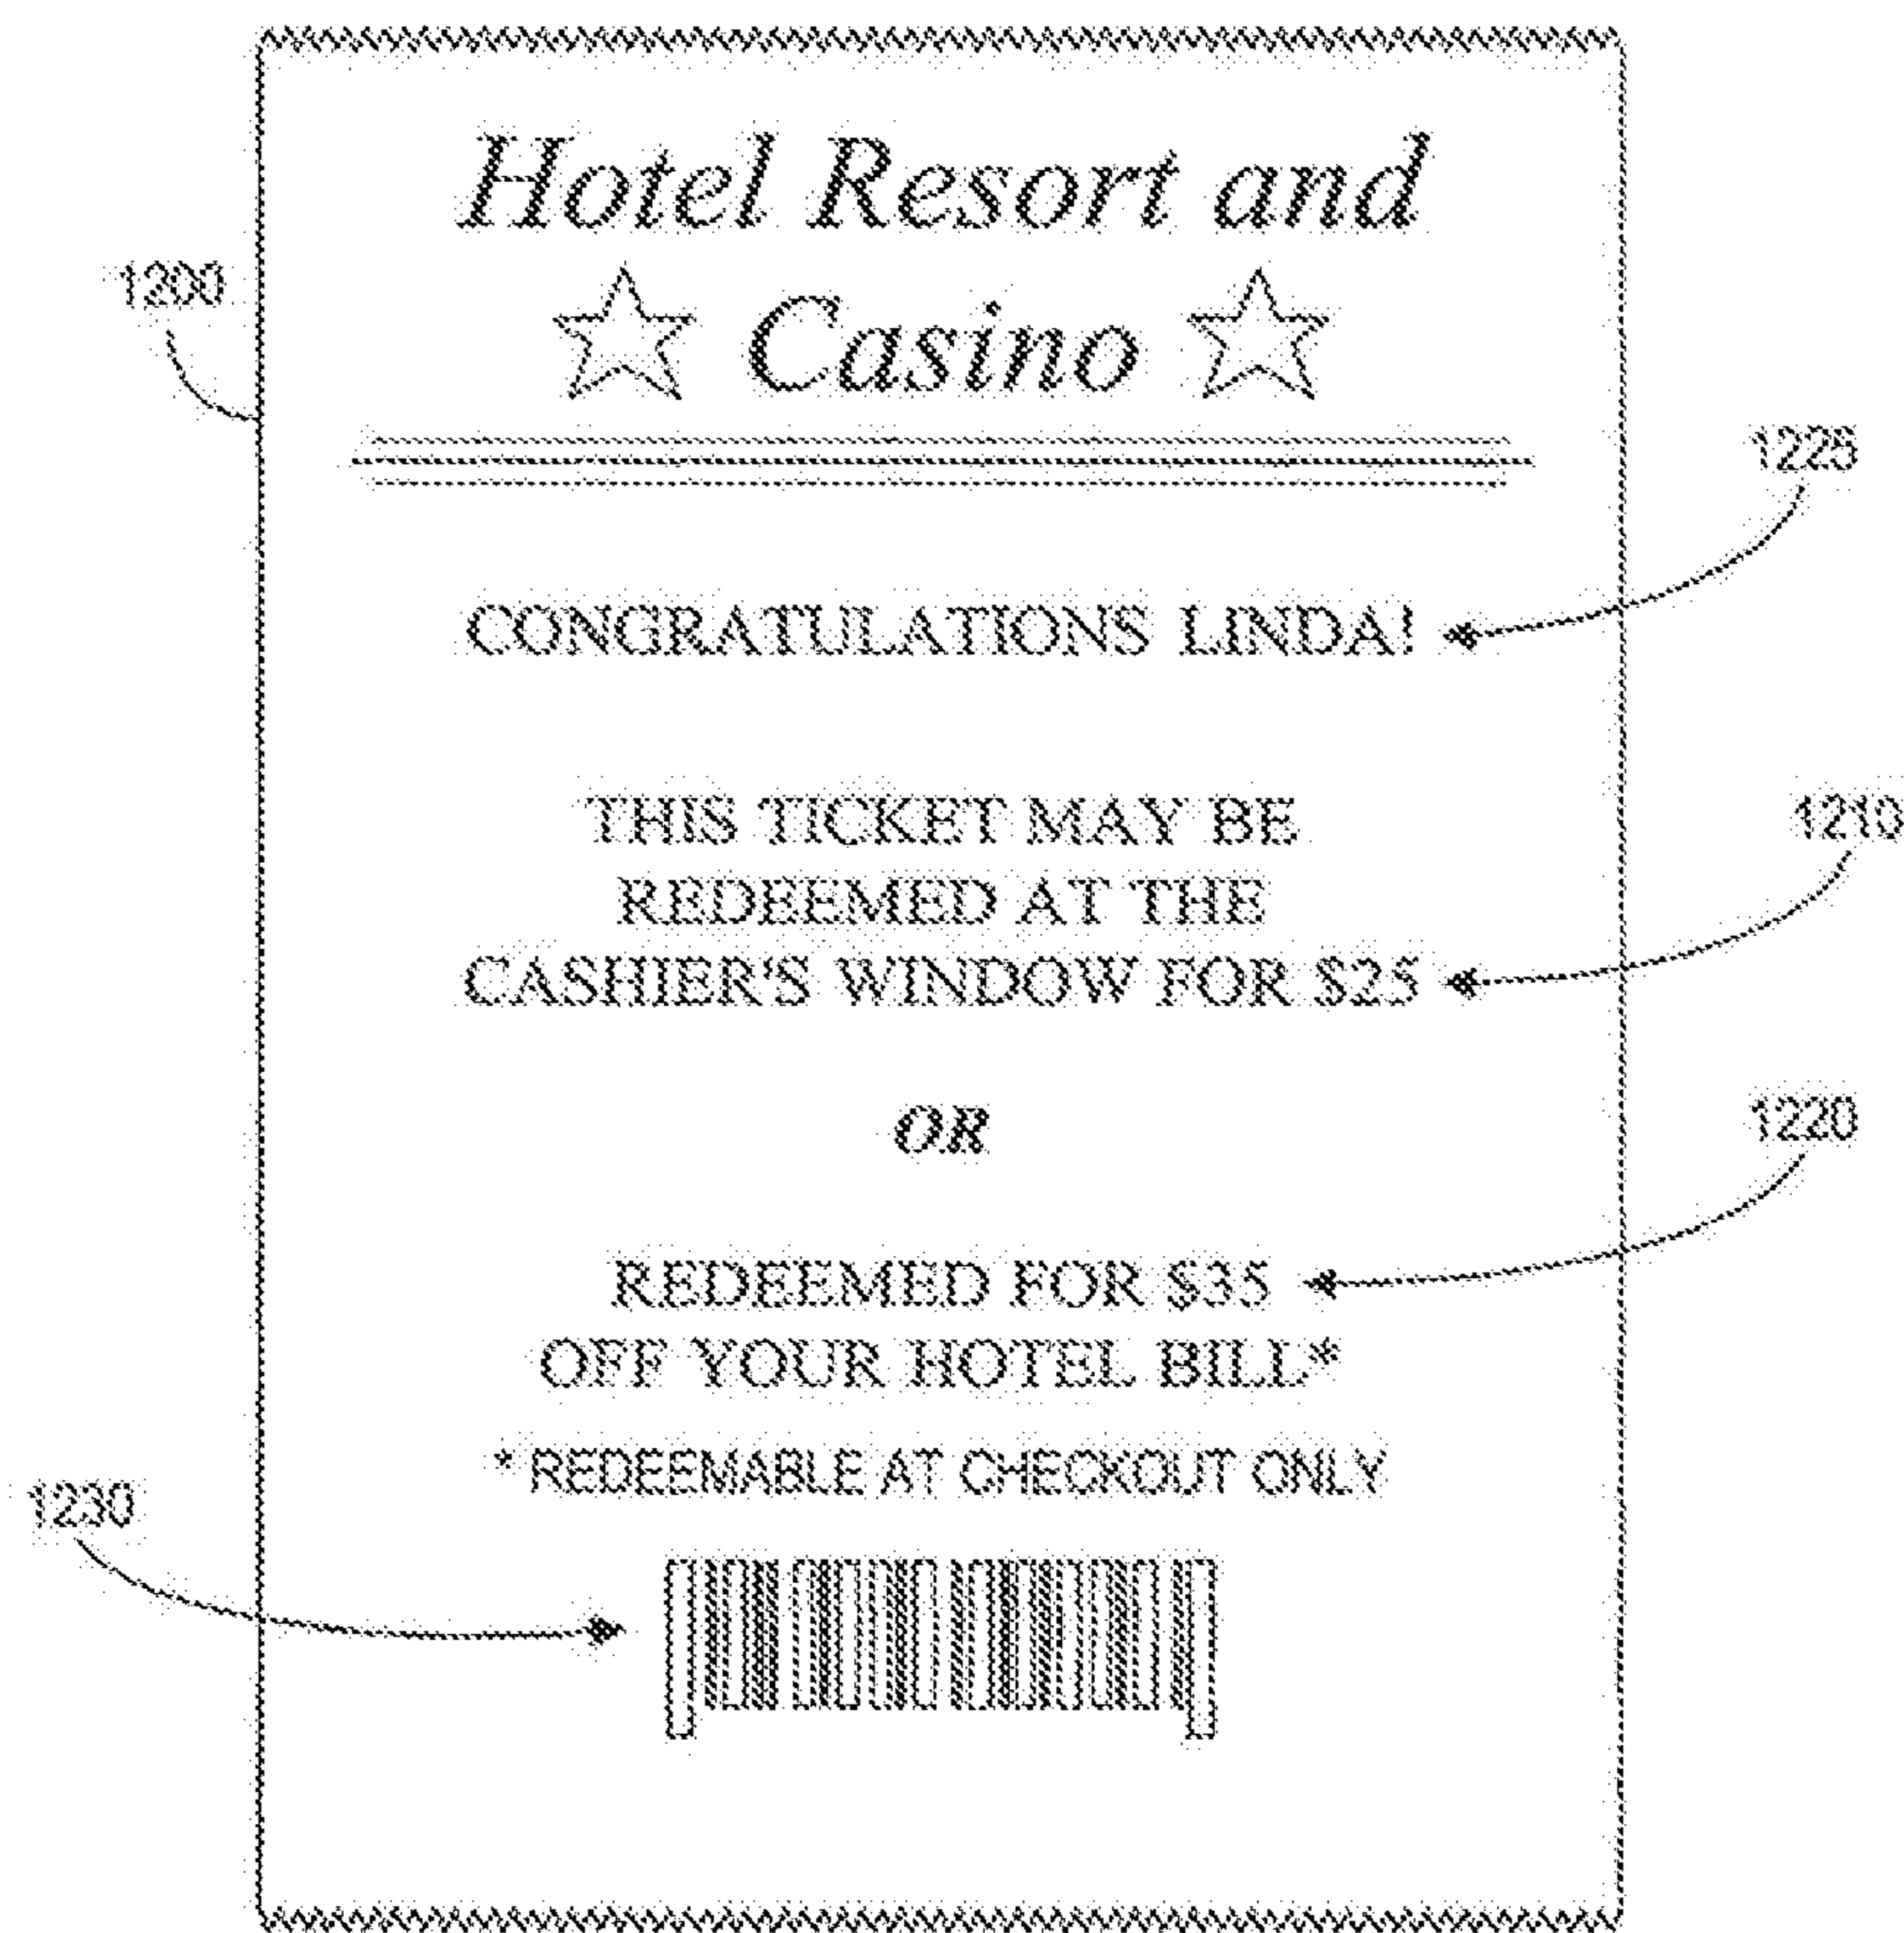 Hotel Resort and
1200
Casino
1225
CONGRATULATIONS LINDA!
THIS TICKET MAY BE
1210
REDEEMED AT THE
CASHIER'S WINDOW FOR $25
OR
1220
REDEEMED FOR $35
OFF YOUR HOTEL BILL*
* REDEEMABLE AT CHECKOUT ONLY
1230